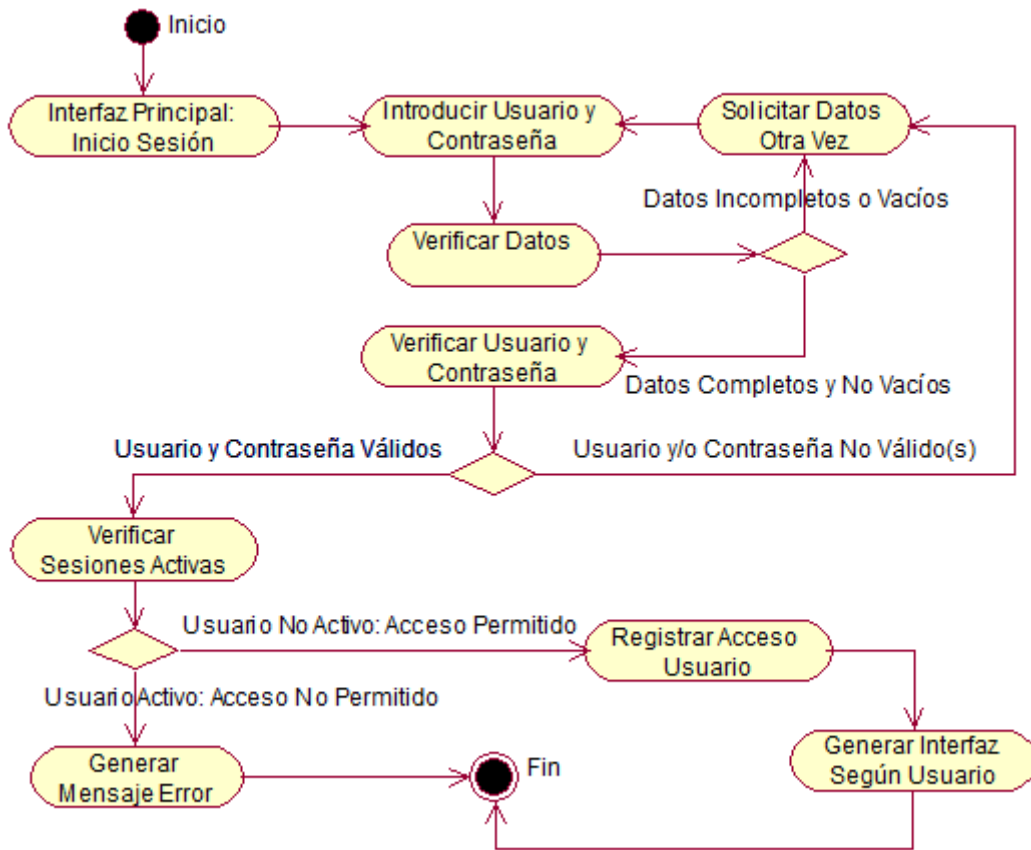 Inicio
Interfaz Principal:
Inicio Sesión
Introducir Usuario y
Contraseña
Solicitar Datos
Otra Vez
Datos Incompletos o Vacíos
Verificar Datos
Verificar Usuario y
Contraseña
Datos Completos y No Vacíos
Usuario y Contraseña Válidos
Usuario y/o Contraseña No Válido(s)
Verificar
Sesiones Activas
Usuario No Activo: Acceso Permitido
Registrar Acceso
Usuario
Usuario Activo: Acceso No Permitido
Generar
Mensaje Error
Fin
Generar Interfaz
Según Usuario